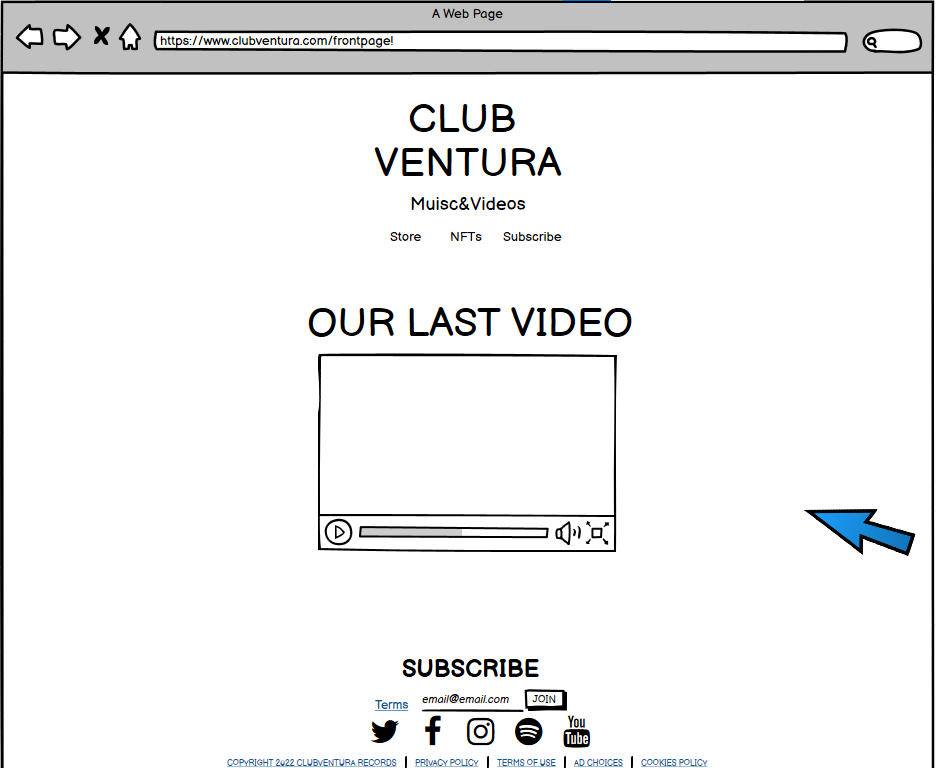 A Web Page
https://www.clubventura.com/frontpage!
CLUB
VENTURA
Muisc&Videos
Store NFTs Subscribe
OUR LAST VIDEO
SUBSCRIBE
Terms email@email.com JOIN
You
Tube
COPYRIGHT 2022 CLUBVENTURA RECORDS | PRIVACY POLICY | TERMS OF USE | AD CHOICES | COOKIES POLICY